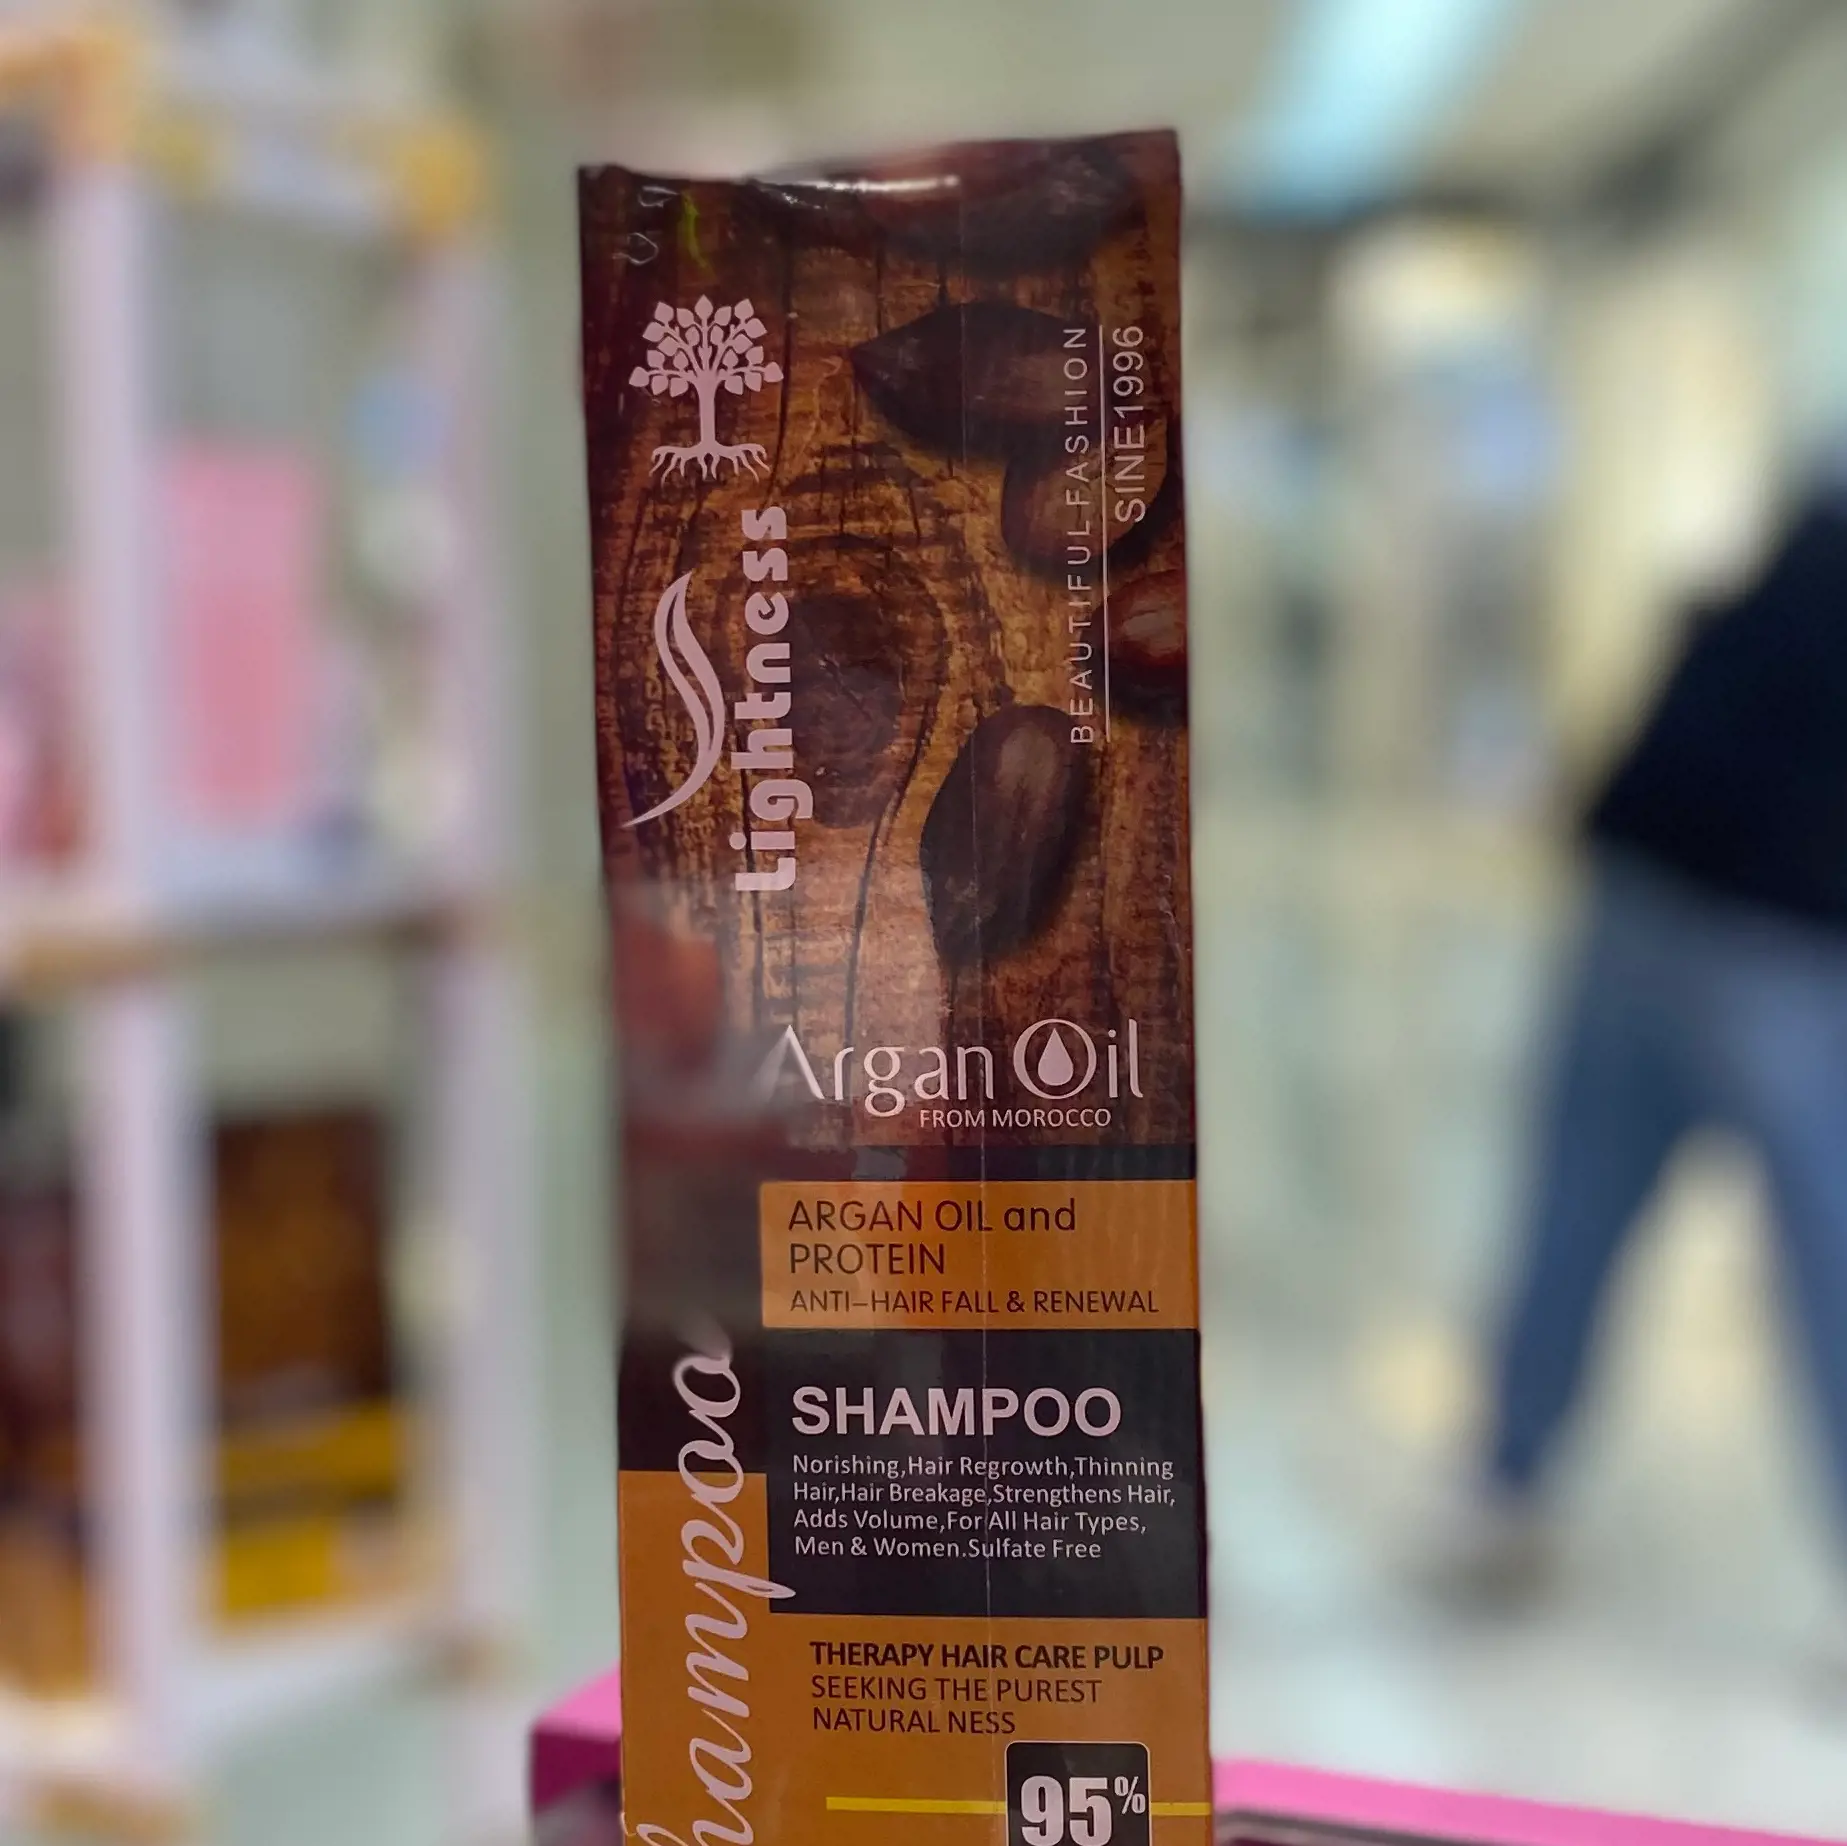 Lightness
BEAUTIFUL FASHION
SINE1996
Argan Oil
FROM MOROCCO
ARGAN OIL and
PROTEIN
ANTI-HAIR FALL & RENEWAL
SHAMPOO
Norishing,Hair Regrowth,Thinning
Hair,Hair Breakage,Strengthens Hair,
Adds Volume,For All Hair Types,
Men & Women.Sulfate Free
THERAPY HAIR CARE PULP
SEEKING THE PUREST
NATURAL NESS
95%
hampoo